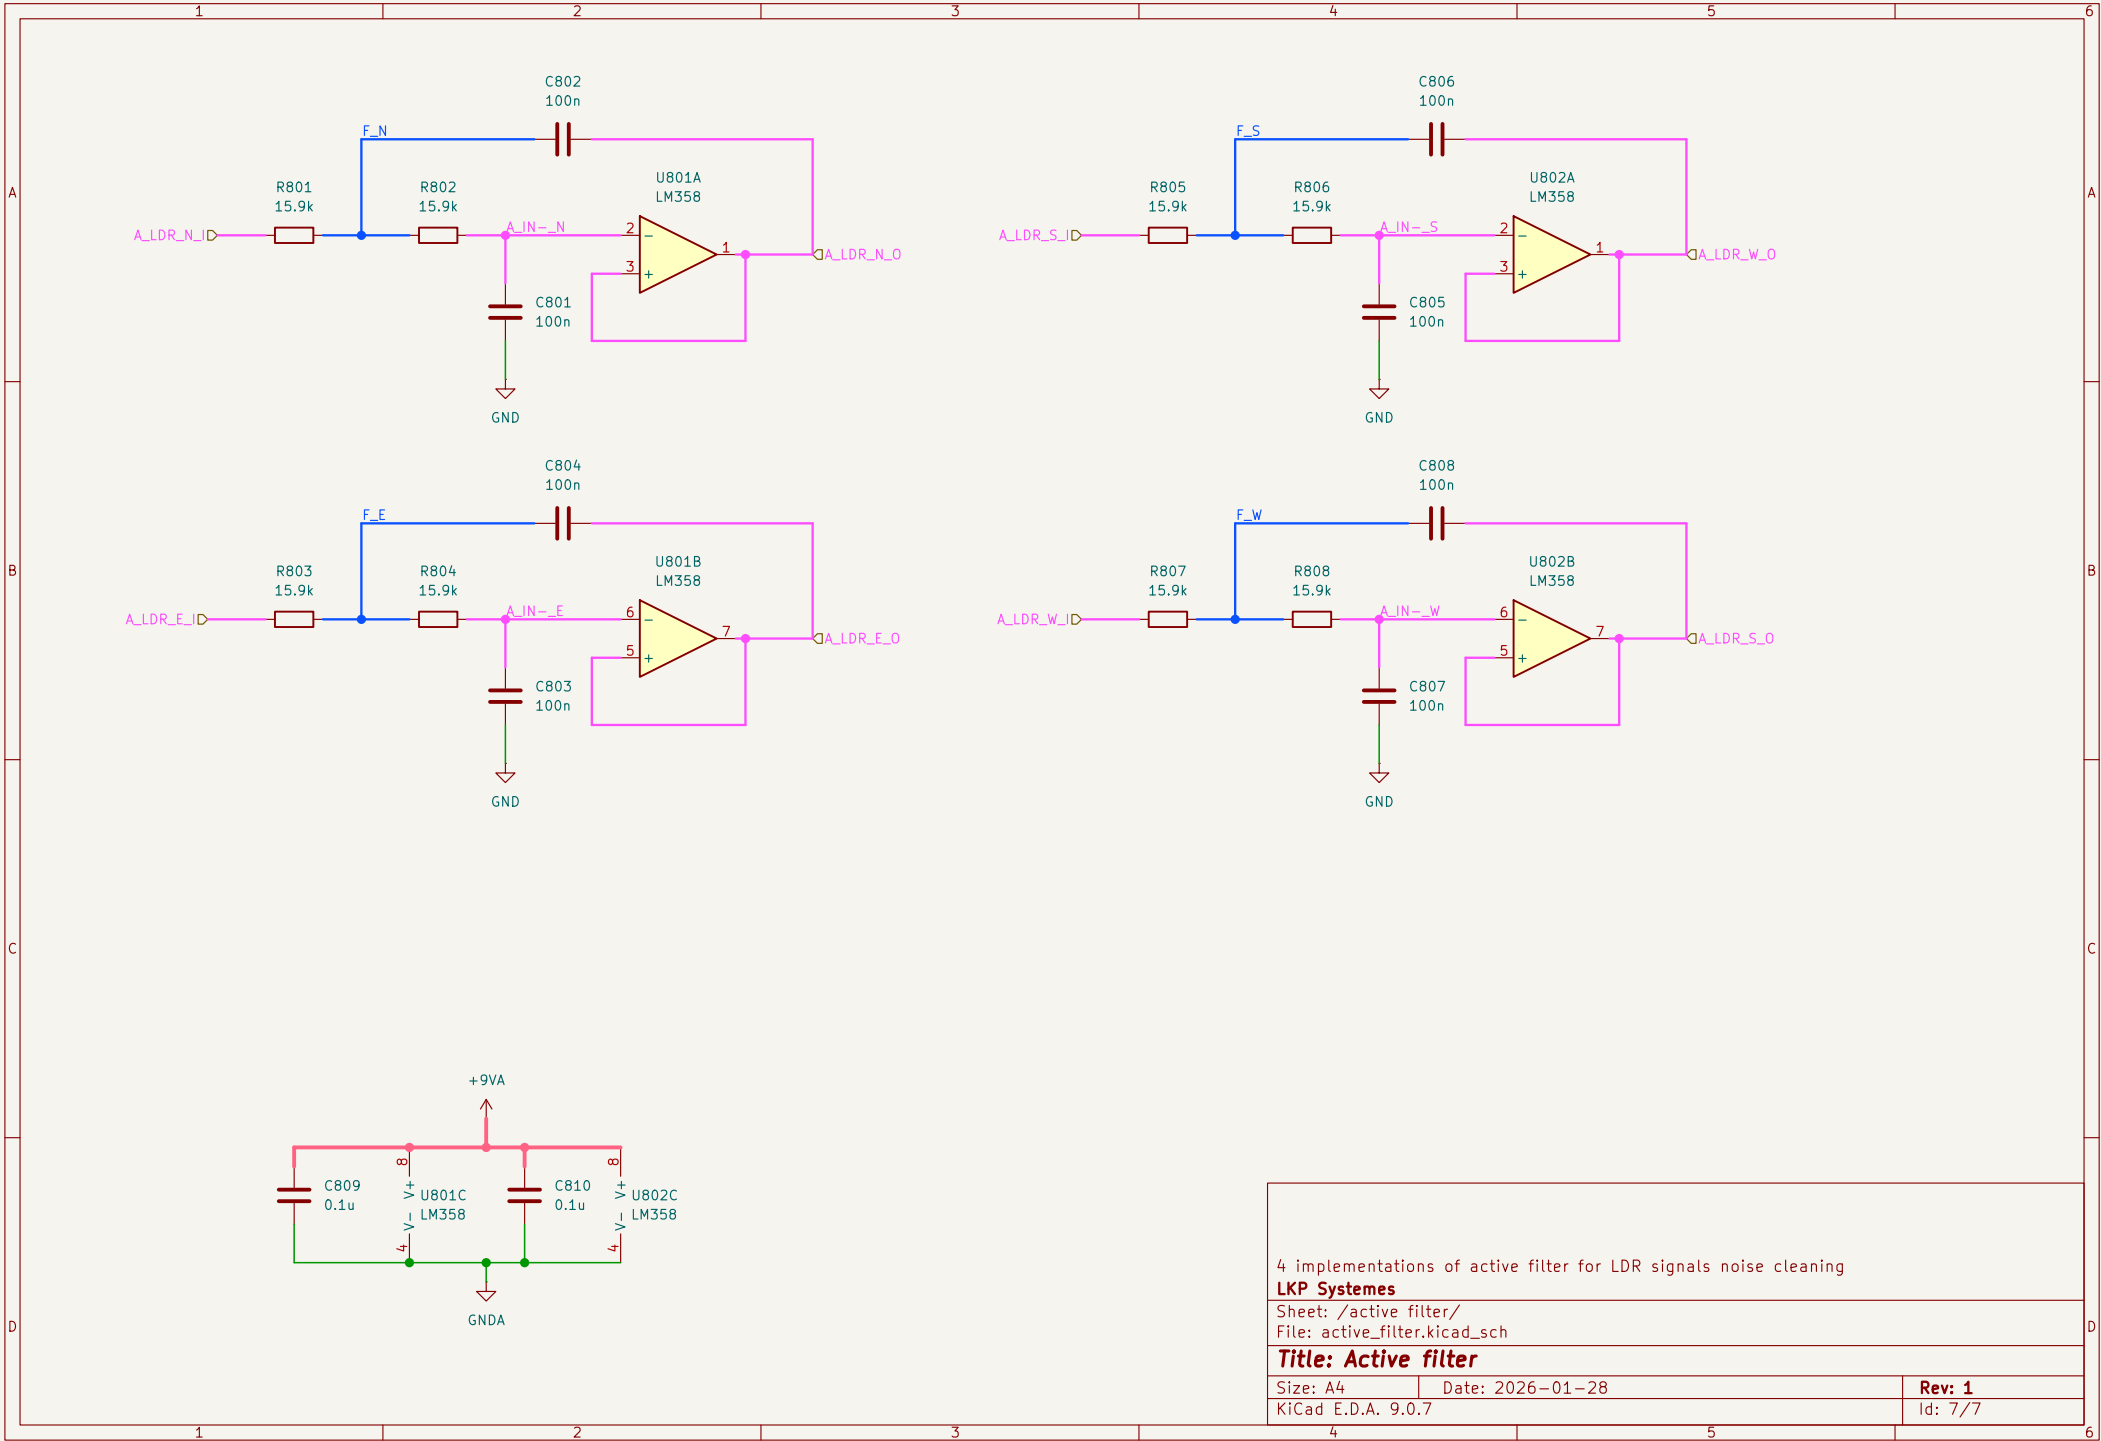 1 2 3 4 5 6
C802
100n
F_N
R801
15.9k
R802
15.9k
U801A
LM358
A_LDR_N_I
A_IN-_N
2
-
3
+
1
A_LDR_N_O
C801
100n
GND
C806
100n
F_S
R805
15.9k
R806
15.9k
U802A
LM358
A_LDR_S_I
A_IN-_S
2
-
3
+
1
A_LDR_W_O
C805
100n
GND
A A
C804
100n
F_E
R803
15.9k
R804
15.9k
U801B
LM358
A_LDR_E_I
A_IN-_E
6
-
5
+
7
A_LDR_E_O
C803
100n
GND
C808
100n
F_W
R807
15.9k
R808
15.9k
U802B
LM358
A_LDR_W_I
A_IN-_W
6
-
5
+
7
A_LDR_S_O
C807
100n
GND
B B
C C
+9VA
C809
0.1u
8
V+
V-
4
U801C
LM358
C810
0.1u
8
V+
V-
4
U802C
LM358
GNDA
D D
4 implementations of active filter for LDR signals noise cleaning
LKP Systemes
Sheet: /active filter/
File: active_filter.kicad_sch
Title: Active filter
Size: A4 Date: 2026-01-28 Rev: 1
KiCad E.D.A. 9.0.7 Id: 7/7
1 2 3 4 5 6